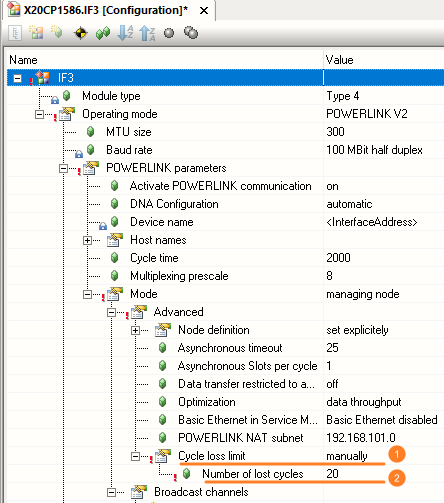 X20CP1586.IF3 [Configuration]* ×
Name Value
IF3
Module type Type 4
Operating mode POWERLINK V2
MTU size 300
Baud rate 100 MBit half duplex
POWERLINK parameters
Activate POWERLINK communication on
DNA Configuration automatic
Device name <InterfaceAddress>
Host names
Cycle time 2000
Multiplexing prescale 8
Mode managing node
Advanced
Node definition set explicitely
Asynchronous timeout 25
Asynchronous Slots per cycle 1
Data transfer restricted to a... off
Optimization data throughput
Basic Ethernet in Service M... Basic Ethernet disabled
POWERLINK NAT subnet 192.168.101.0
Cycle loss limit manually 1
Number of lost cycles 20 2
Broadcast channels